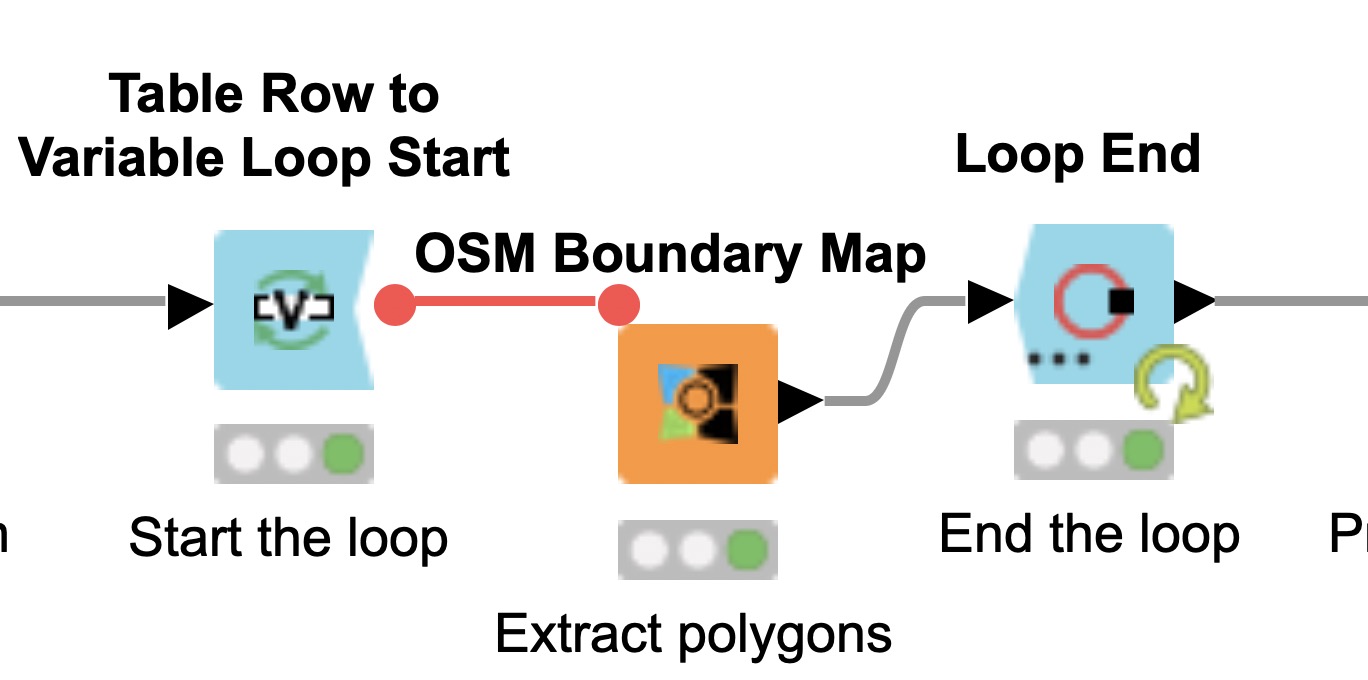 Table Row to
Variable Loop Start
OSM Boundary Map
Loop End
V
Start the loop
Extract polygons
End the loop